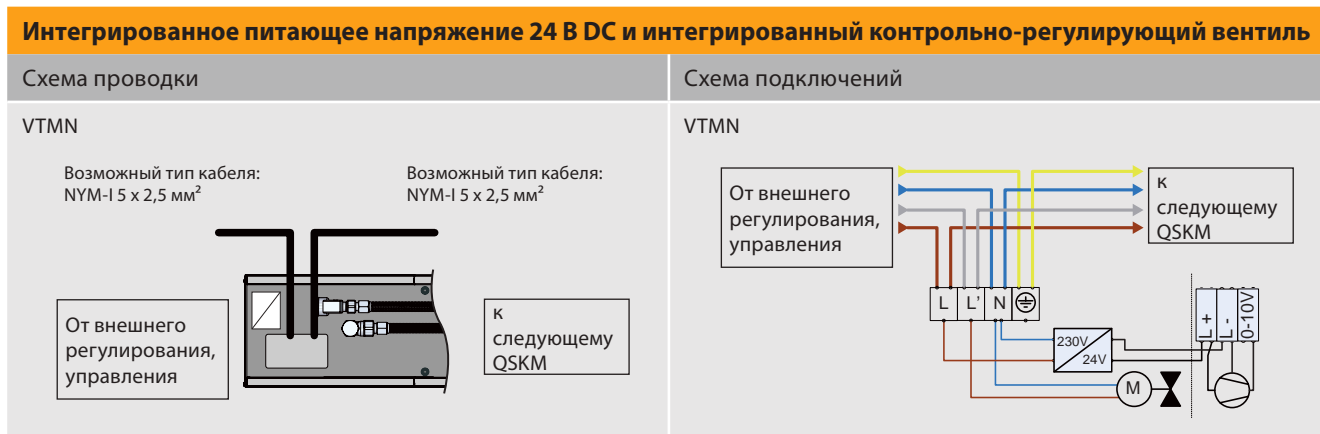 Интегрированное питающее напряжение 24 В DC и интегрированный контрольно-регулирующий вентиль
Схема проводки
VTMN
Возможный тип кабеля:
NYM-I 5 x 2,5 мм²
Возможный тип кабеля:
NYM-I 5 x 2,5 мм²
От внешнего
регулирования,
управления
к
следующему
QSKM
Схема подключений
VTMN
От внешнего
регулирования,
управления
к
следующему
QSKM
L L' N
230V
24V
M
L +
L -
0-10V